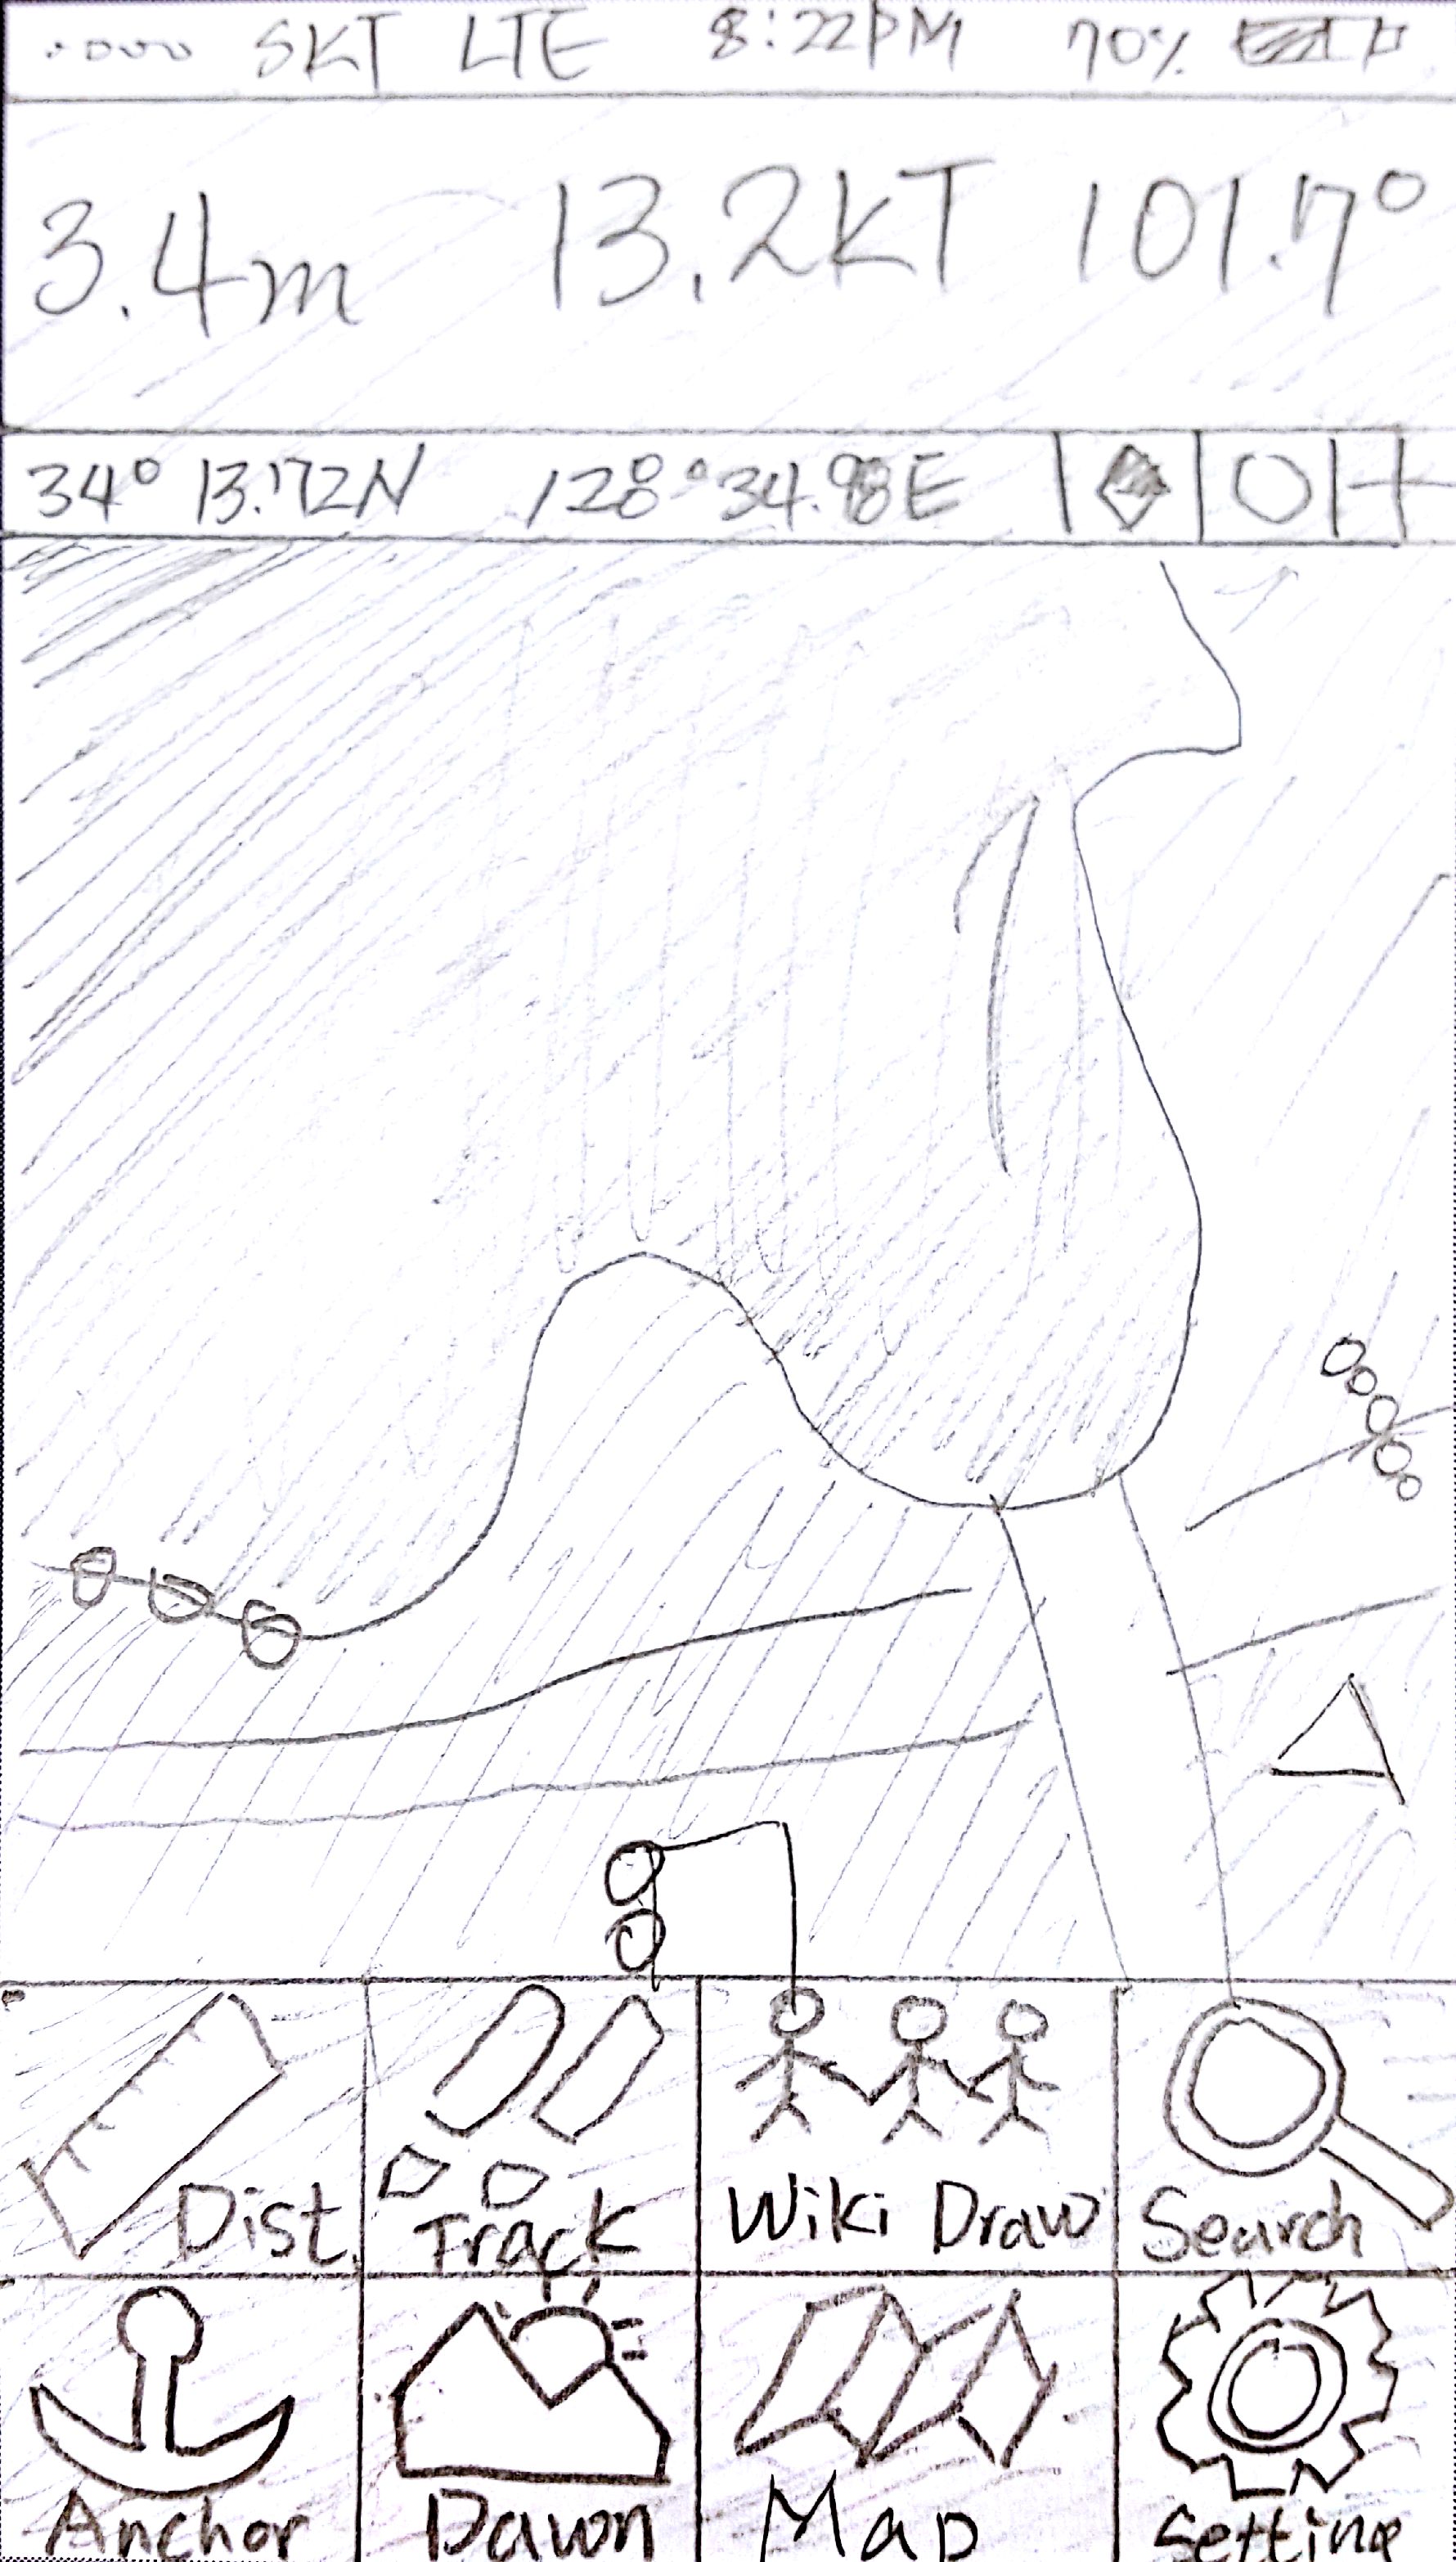 SKT LTE 8:22PM 70%
3.4m 13.2KT 101.7°
34° 13.72N 128°34.98E
Dist. Track Wiki Draw Search
Anchor Dawn Map Setting